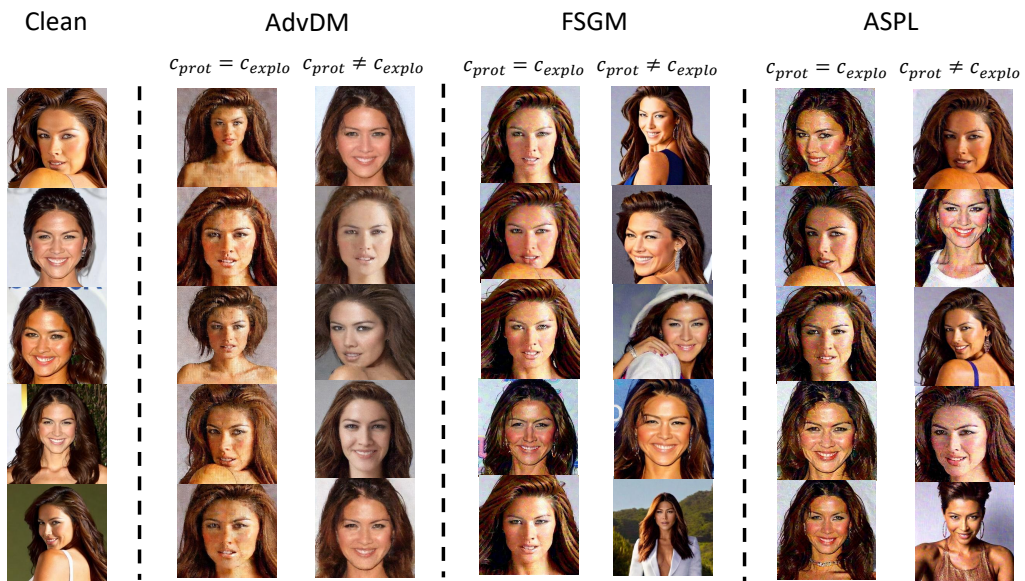 Clean AdvDM FSGM ASPL
c_prot = c_explo c_prot ≠ c_explo c_prot = c_explo c_prot ≠ c_explo c_prot = c_explo c_prot ≠ c_explo